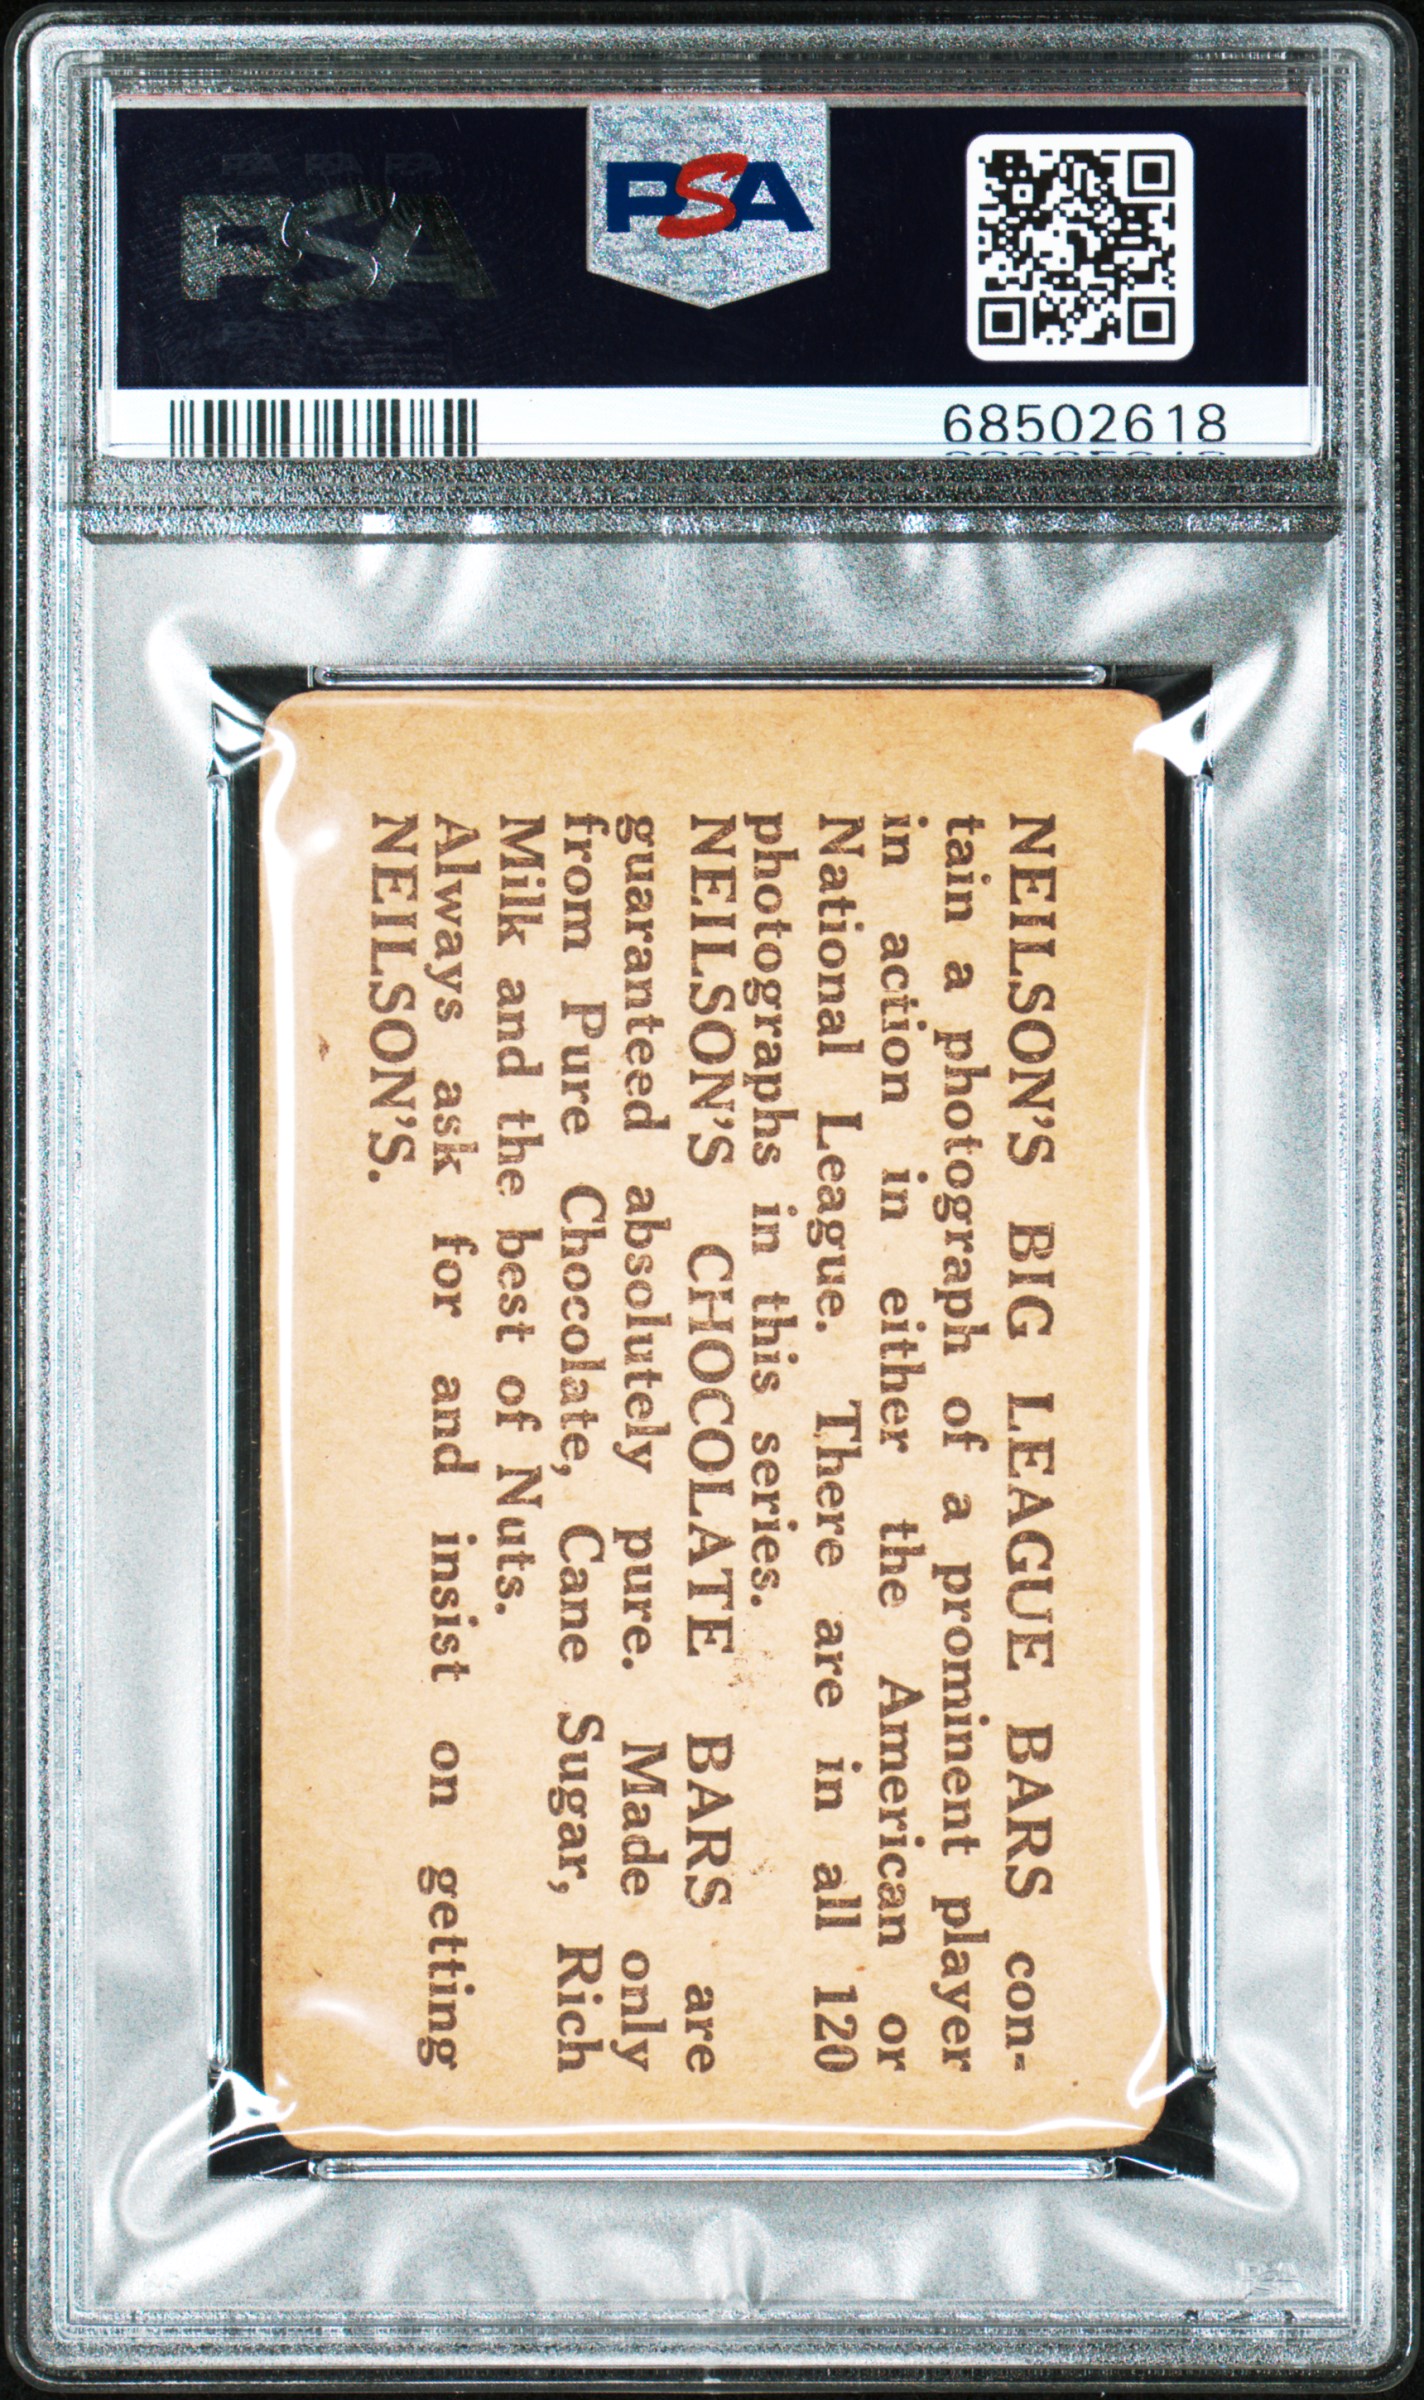 PSA
PSA
68502618
NEILSON'S BIG LEAGUE BARS con-
tain a photograph of a prominent player
in action in either the American or
National League. There are in all 120
photographs in this series.
NEILSON'S CHOCOLATE BARS are
guaranteed absolutely pure. Made only
from Pure Chocolate, Cane Sugar, Rich
Milk and the best of Nuts.
Always ask for and insist on getting
NEILSON'S.